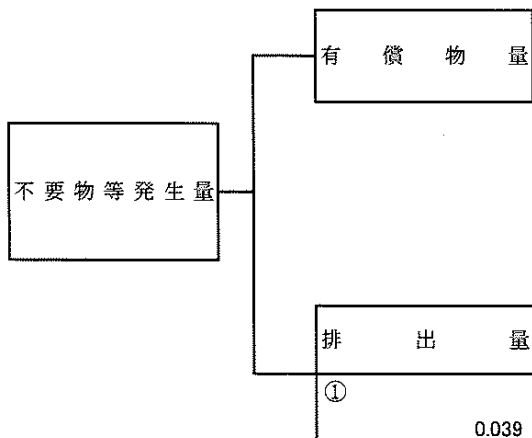 有償物量
不要物等発生量
排出量
①
0.039